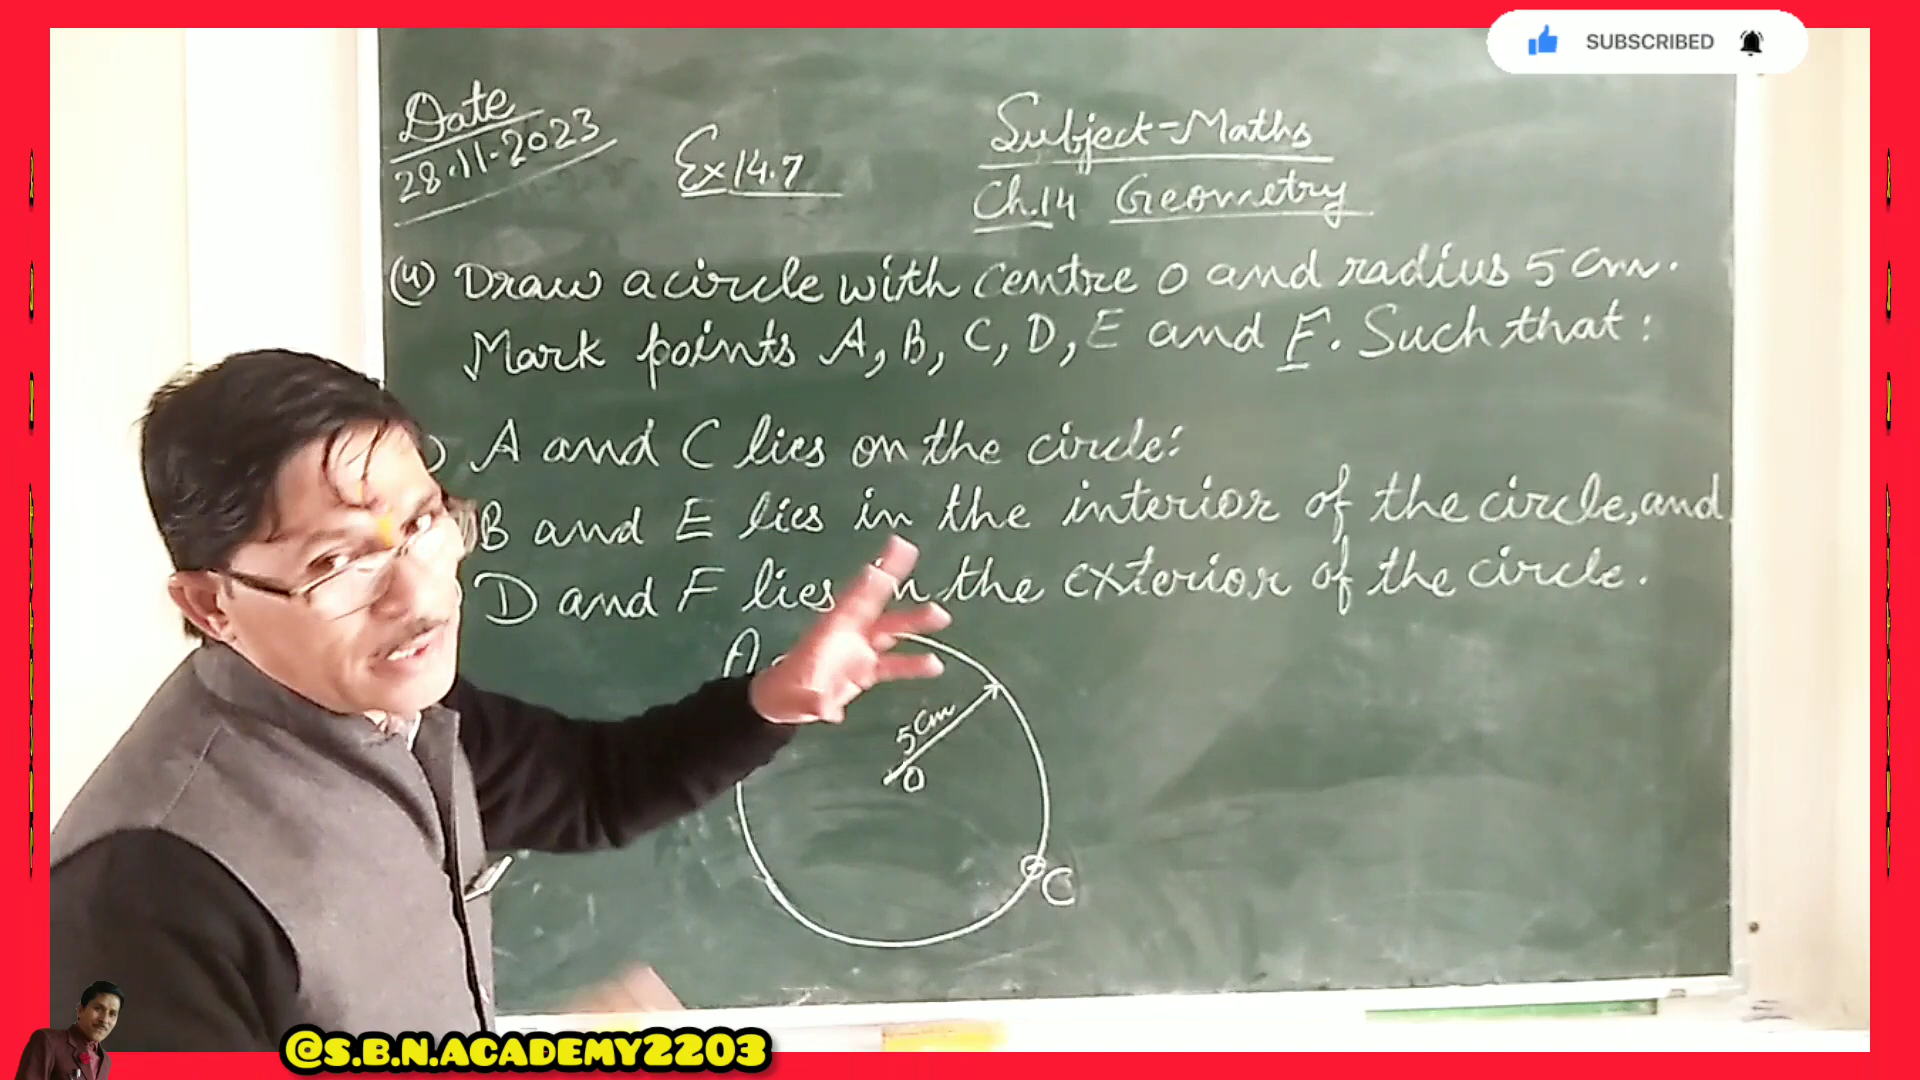 SUBSCRIBED
Date
28.11.2023
Ex 14.7
Subject-Maths
Ch.14 Geometry
(4) Draw a circle with centre O and radius 5 cm.
Mark points A, B, C, D, E and F. Such that:
) A and C lies on the circle:
B and E lies in the interior of the circle, and
D and F lies in the exterior of the circle.
A
5cm
O
C
@S.B.N.ACADEMY2203